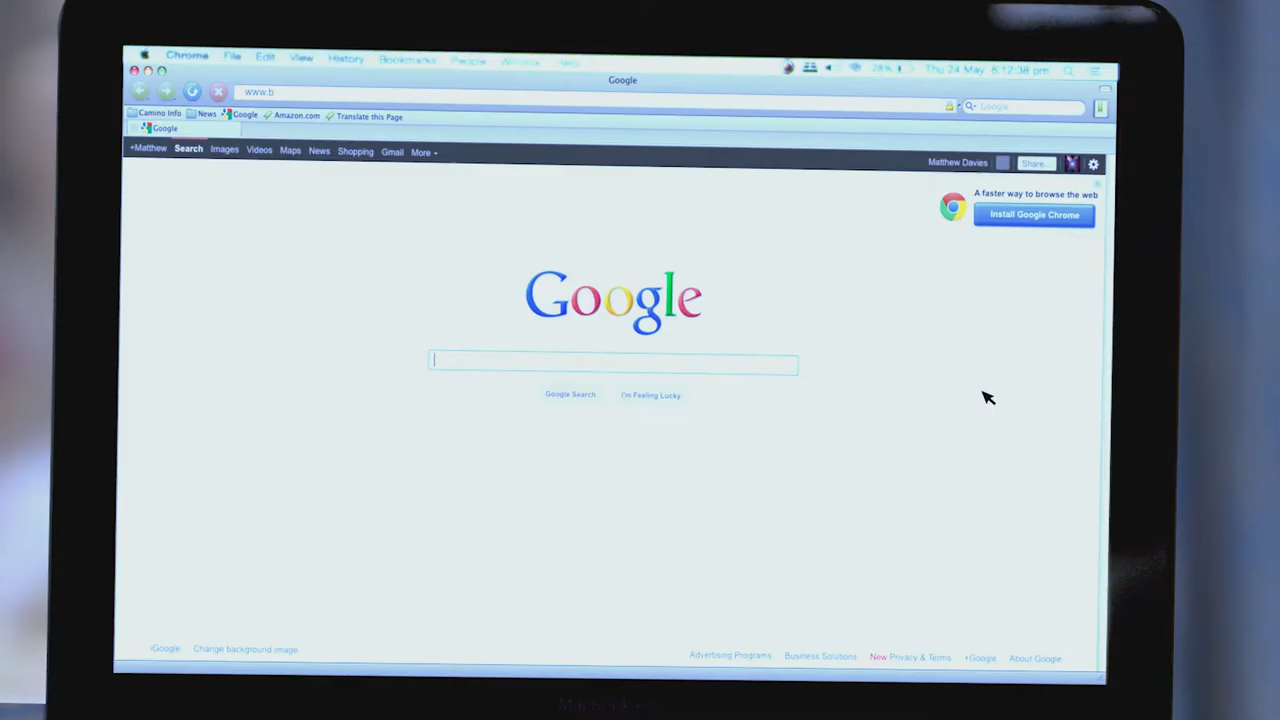 Chrome File Edit View History Bookmarks People Window Help 28% Thu 24 May 6:12:38 pm
Google
www.b
Google
Camino Info News Google Amazon.com Translate this Page
Google
+Matthew Search Images Videos Maps News Shopping Gmail More
Matthew Davies Share...
A faster way to browse the web
Install Google Chrome
Google
Google Search I'm Feeling Lucky
iGoogle Change background image
Advertising Programs Business Solutions New Privacy & Terms +Google About Google